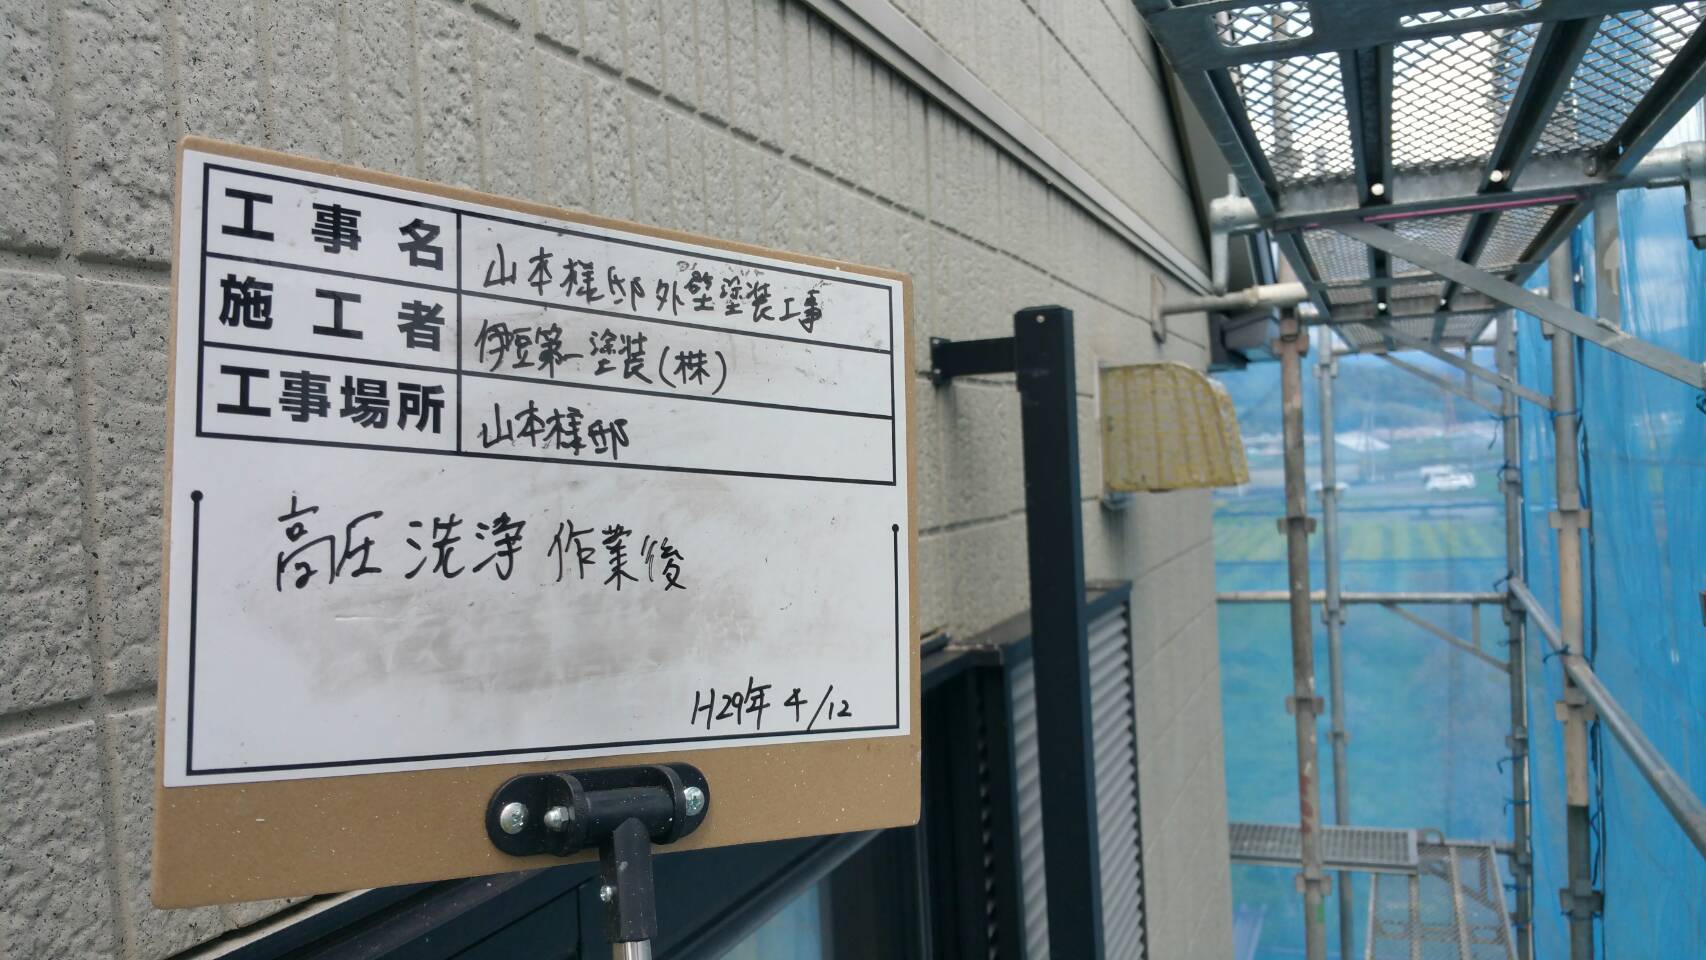 工事名 山本様邸外壁塗装工事
施工者 伊豆第一塗装(株)
工事場所 山本様邸
高圧洗浄作業後
H29年4/12